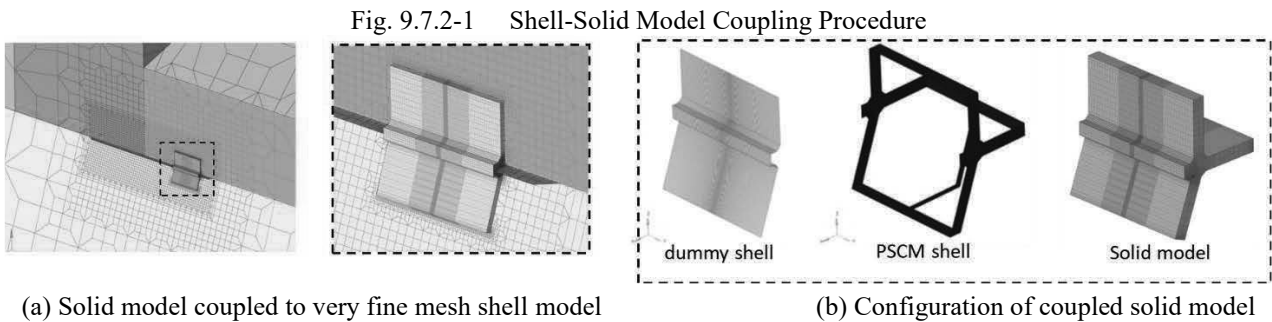 Fig. 9.7.2-1 Shell-Solid Model Coupling Procedure
dummy shell
PSCM shell
Solid model
(a) Solid model coupled to very fine mesh shell model
(b) Configuration of coupled solid model